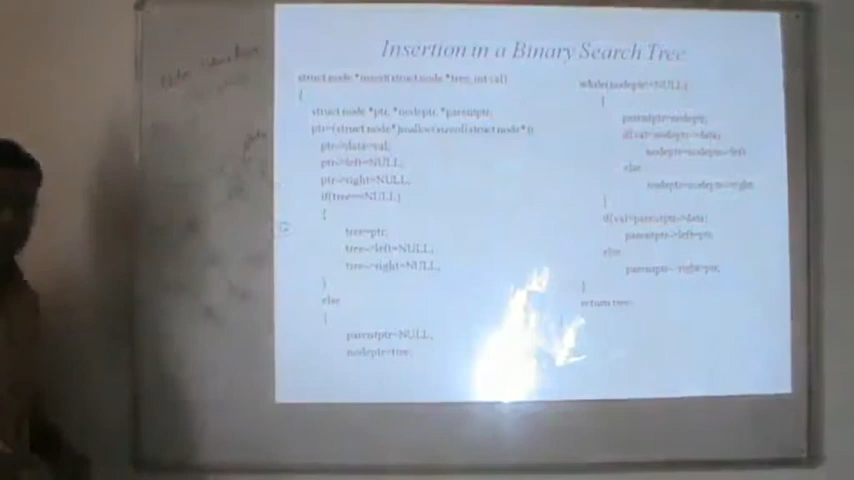 Insertion in a Binary Search Tree
struct node *insert(struct node *tree, int val)
{
struct node *ptr, *nodeptr, *parentptr;
ptr=(struct node*)malloc(sizeof(struct node*));
ptr->data=val;
ptr->left=NULL;
ptr->right=NULL;
if(tree==NULL)
{
tree=ptr;
tree->left=NULL;
tree->right=NULL;
}
else
{
parentptr=NULL;
nodeptr=tree;
while(nodeptr!=NULL)
{
parentptr=nodeptr;
if(val<nodeptr->data)
nodeptr=nodeptr->left
else
nodeptr=nodeptr->right;
}
if(val<parentptr->data)
parentptr->left=ptr;
else
parentptr->right=ptr;
}
return tree;